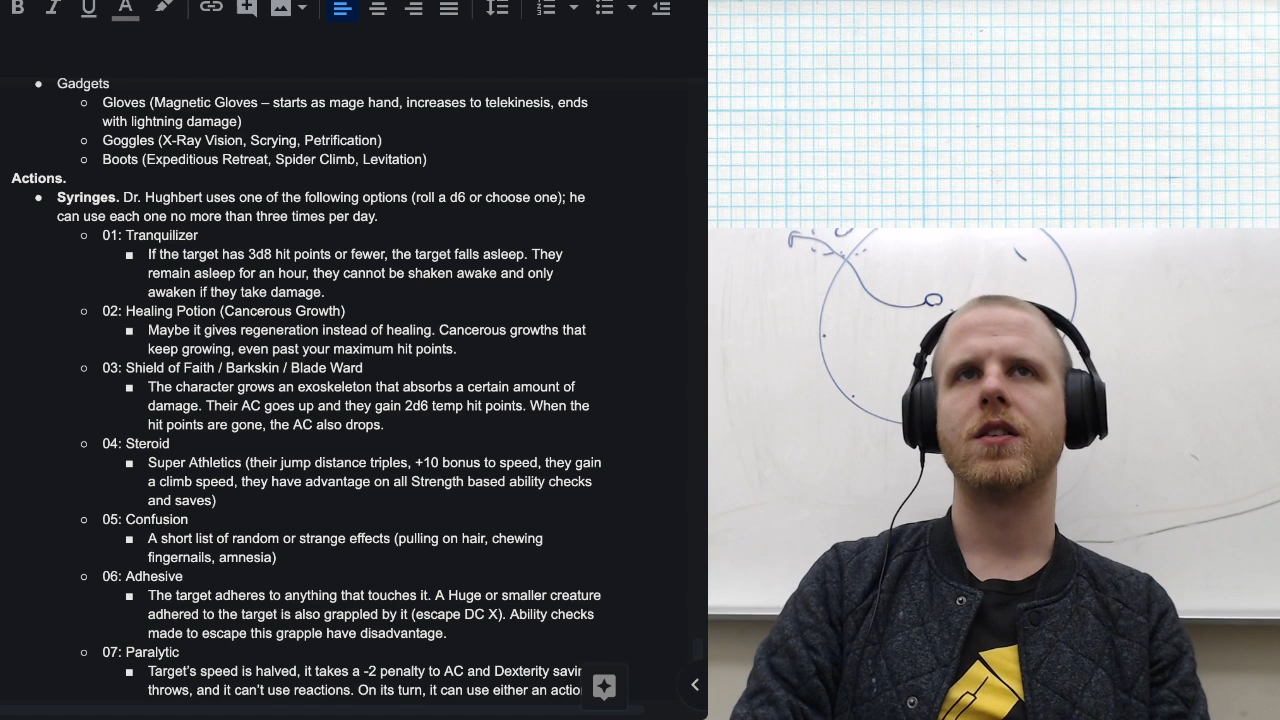 Gadgets
Gloves (Magnetic Gloves – starts as mage hand, increases to telekinesis, ends
with lightning damage)
Goggles (X-Ray Vision, Scrying, Petrification)
Boots (Expeditious Retreat, Spider Climb, Levitation)
Actions.
Syringes. Dr. Hughbert uses one of the following options (roll a d6 or choose one); he
can use each one no more than three times per day.
01: Tranquilizer
If the target has 3d8 hit points or fewer, the target falls asleep. They
remain asleep for an hour, they cannot be shaken awake and only
awaken if they take damage.
02: Healing Potion (Cancerous Growth)
Maybe it gives regeneration instead of healing. Cancerous growths that
keep growing, even past your maximum hit points.
03: Shield of Faith / Barkskin / Blade Ward
The character grows an exoskeleton that absorbs a certain amount of
damage. Their AC goes up and they gain 2d6 temp hit points. When the
hit points are gone, the AC also drops.
04: Steroid
Super Athletics (their jump distance triples, +10 bonus to speed, they gain
a climb speed, they have advantage on all Strength based ability checks
and saves)
05: Confusion
A short list of random or strange effects (pulling on hair, chewing
fingernails, amnesia)
06: Adhesive
The target adheres to anything that touches it. A Huge or smaller creature
adhered to the target is also grappled by it (escape DC X). Ability checks
made to escape this grapple have disadvantage.
07: Paralytic
Target's speed is halved, it takes a -2 penalty to AC and Dexterity savin
throws, and it can't use reactions. On its turn, it can use either an actio